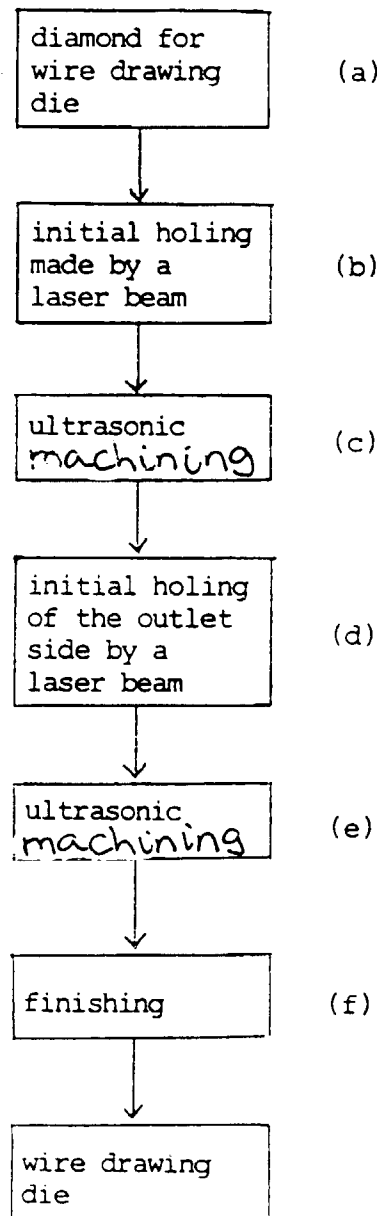 diamond for
wire drawing
die
(a)
initial holing
made by a
laser beam
(b)
ultrasonic
machining
(c)
initial holing
of the outlet
side by a
laser beam
(d)
ultrasonic
machining
(e)
finishing
(f)
wire drawing
die